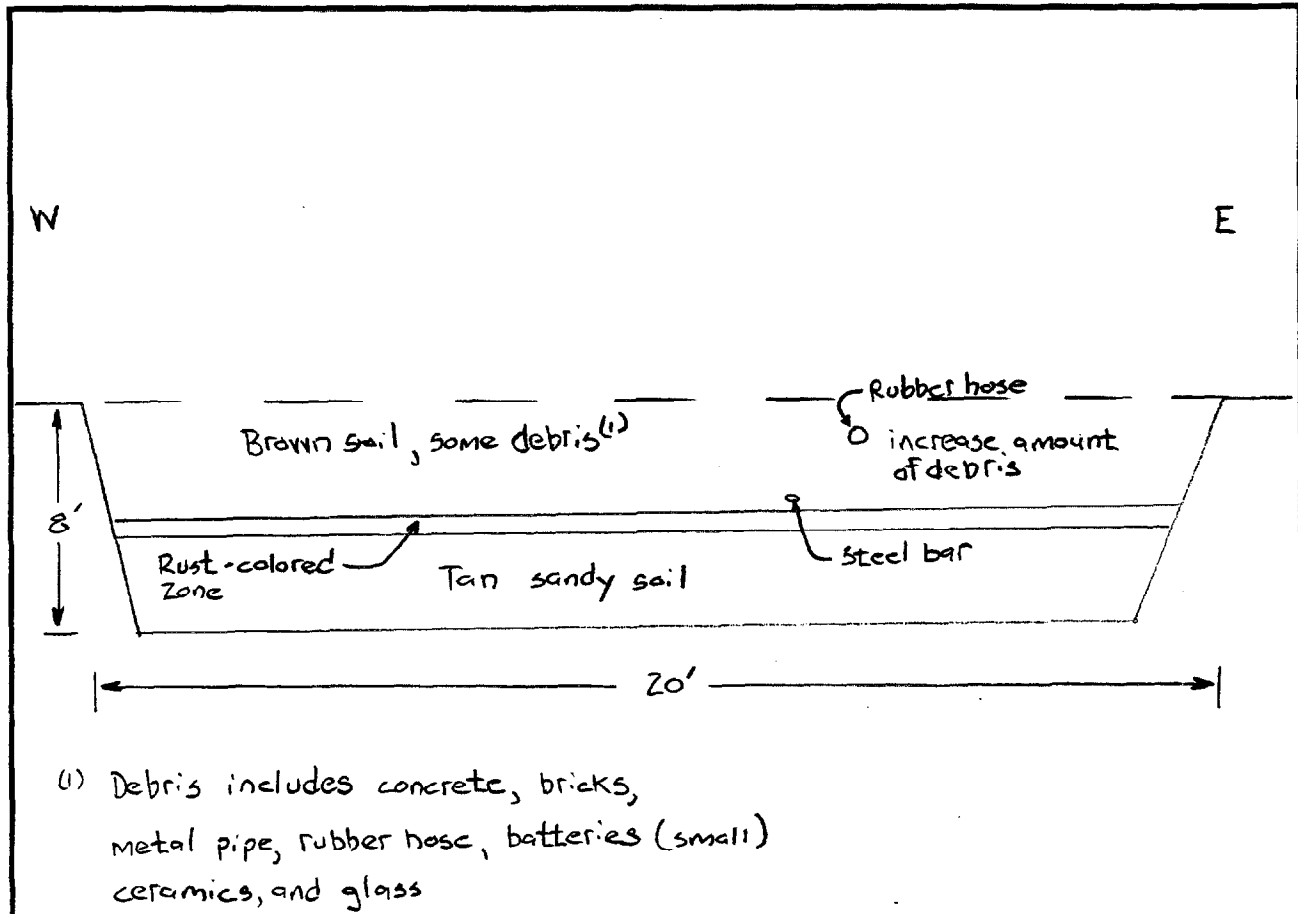 W
E
Rubber hose
Brown soil, some debris(1)
increase amount
of debris
8'
Rust-colored
zone
Steel bar
Tan sandy soil
20'
(1) Debris includes concrete, bricks,
metal pipe, rubber hose, batteries (small)
ceramics, and glass